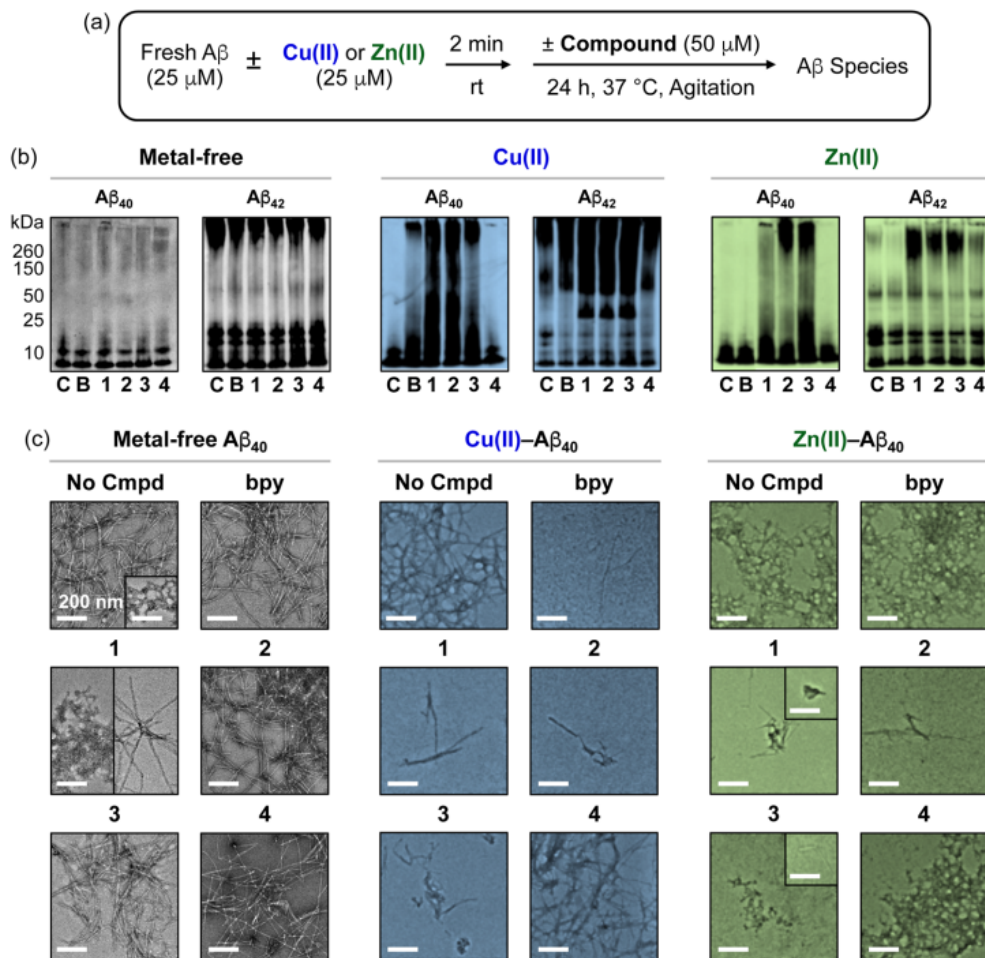 (a)
Fresh Aβ ± Cu(II) or Zn(II) 2 min ± Compound (50 μM) Aβ Species
(25 μM) (25 μM) rt 24 h, 37 °C, Agitation
(b) Metal-free Cu(II) Zn(II)
Aβ40 Aβ42 Aβ40 Aβ42 Aβ40 Aβ42
kDa
260
150
50
25
10
C B 1 2 3 4 C B 1 2 3 4 C B 1 2 3 4 C B 1 2 3 4 C B 1 2 3 4 C B 1 2 3 4
(c) Metal-free Aβ40 Cu(II)–Aβ40 Zn(II)–Aβ40
No Cmpd bpy No Cmpd bpy No Cmpd bpy
200 nm
1 2 1 2 1 2
3 4 3 4 3 4